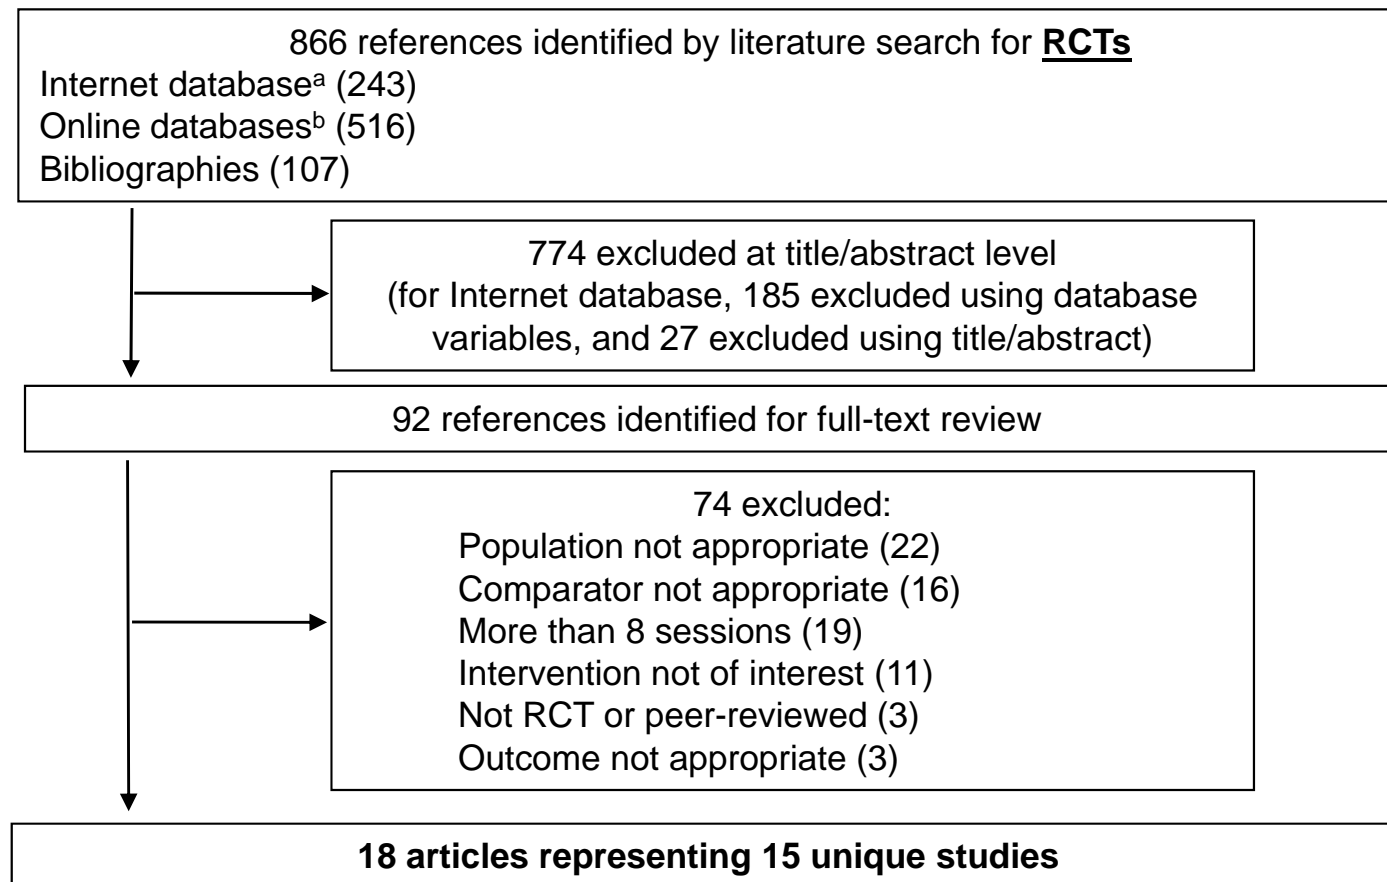 866 references identified by literature search for RCTs
Internet databaseᵃ (243)
Online databasesᵇ (516)
Bibliographies (107)
774 excluded at title/abstract level
(for Internet database, 185 excluded using database
variables, and 27 excluded using title/abstract)
92 references identified for full-text review
74 excluded:
Population not appropriate (22)
Comparator not appropriate (16)
More than 8 sessions (19)
Intervention not of interest (11)
Not RCT or peer-reviewed (3)
Outcome not appropriate (3)
18 articles representing 15 unique studies